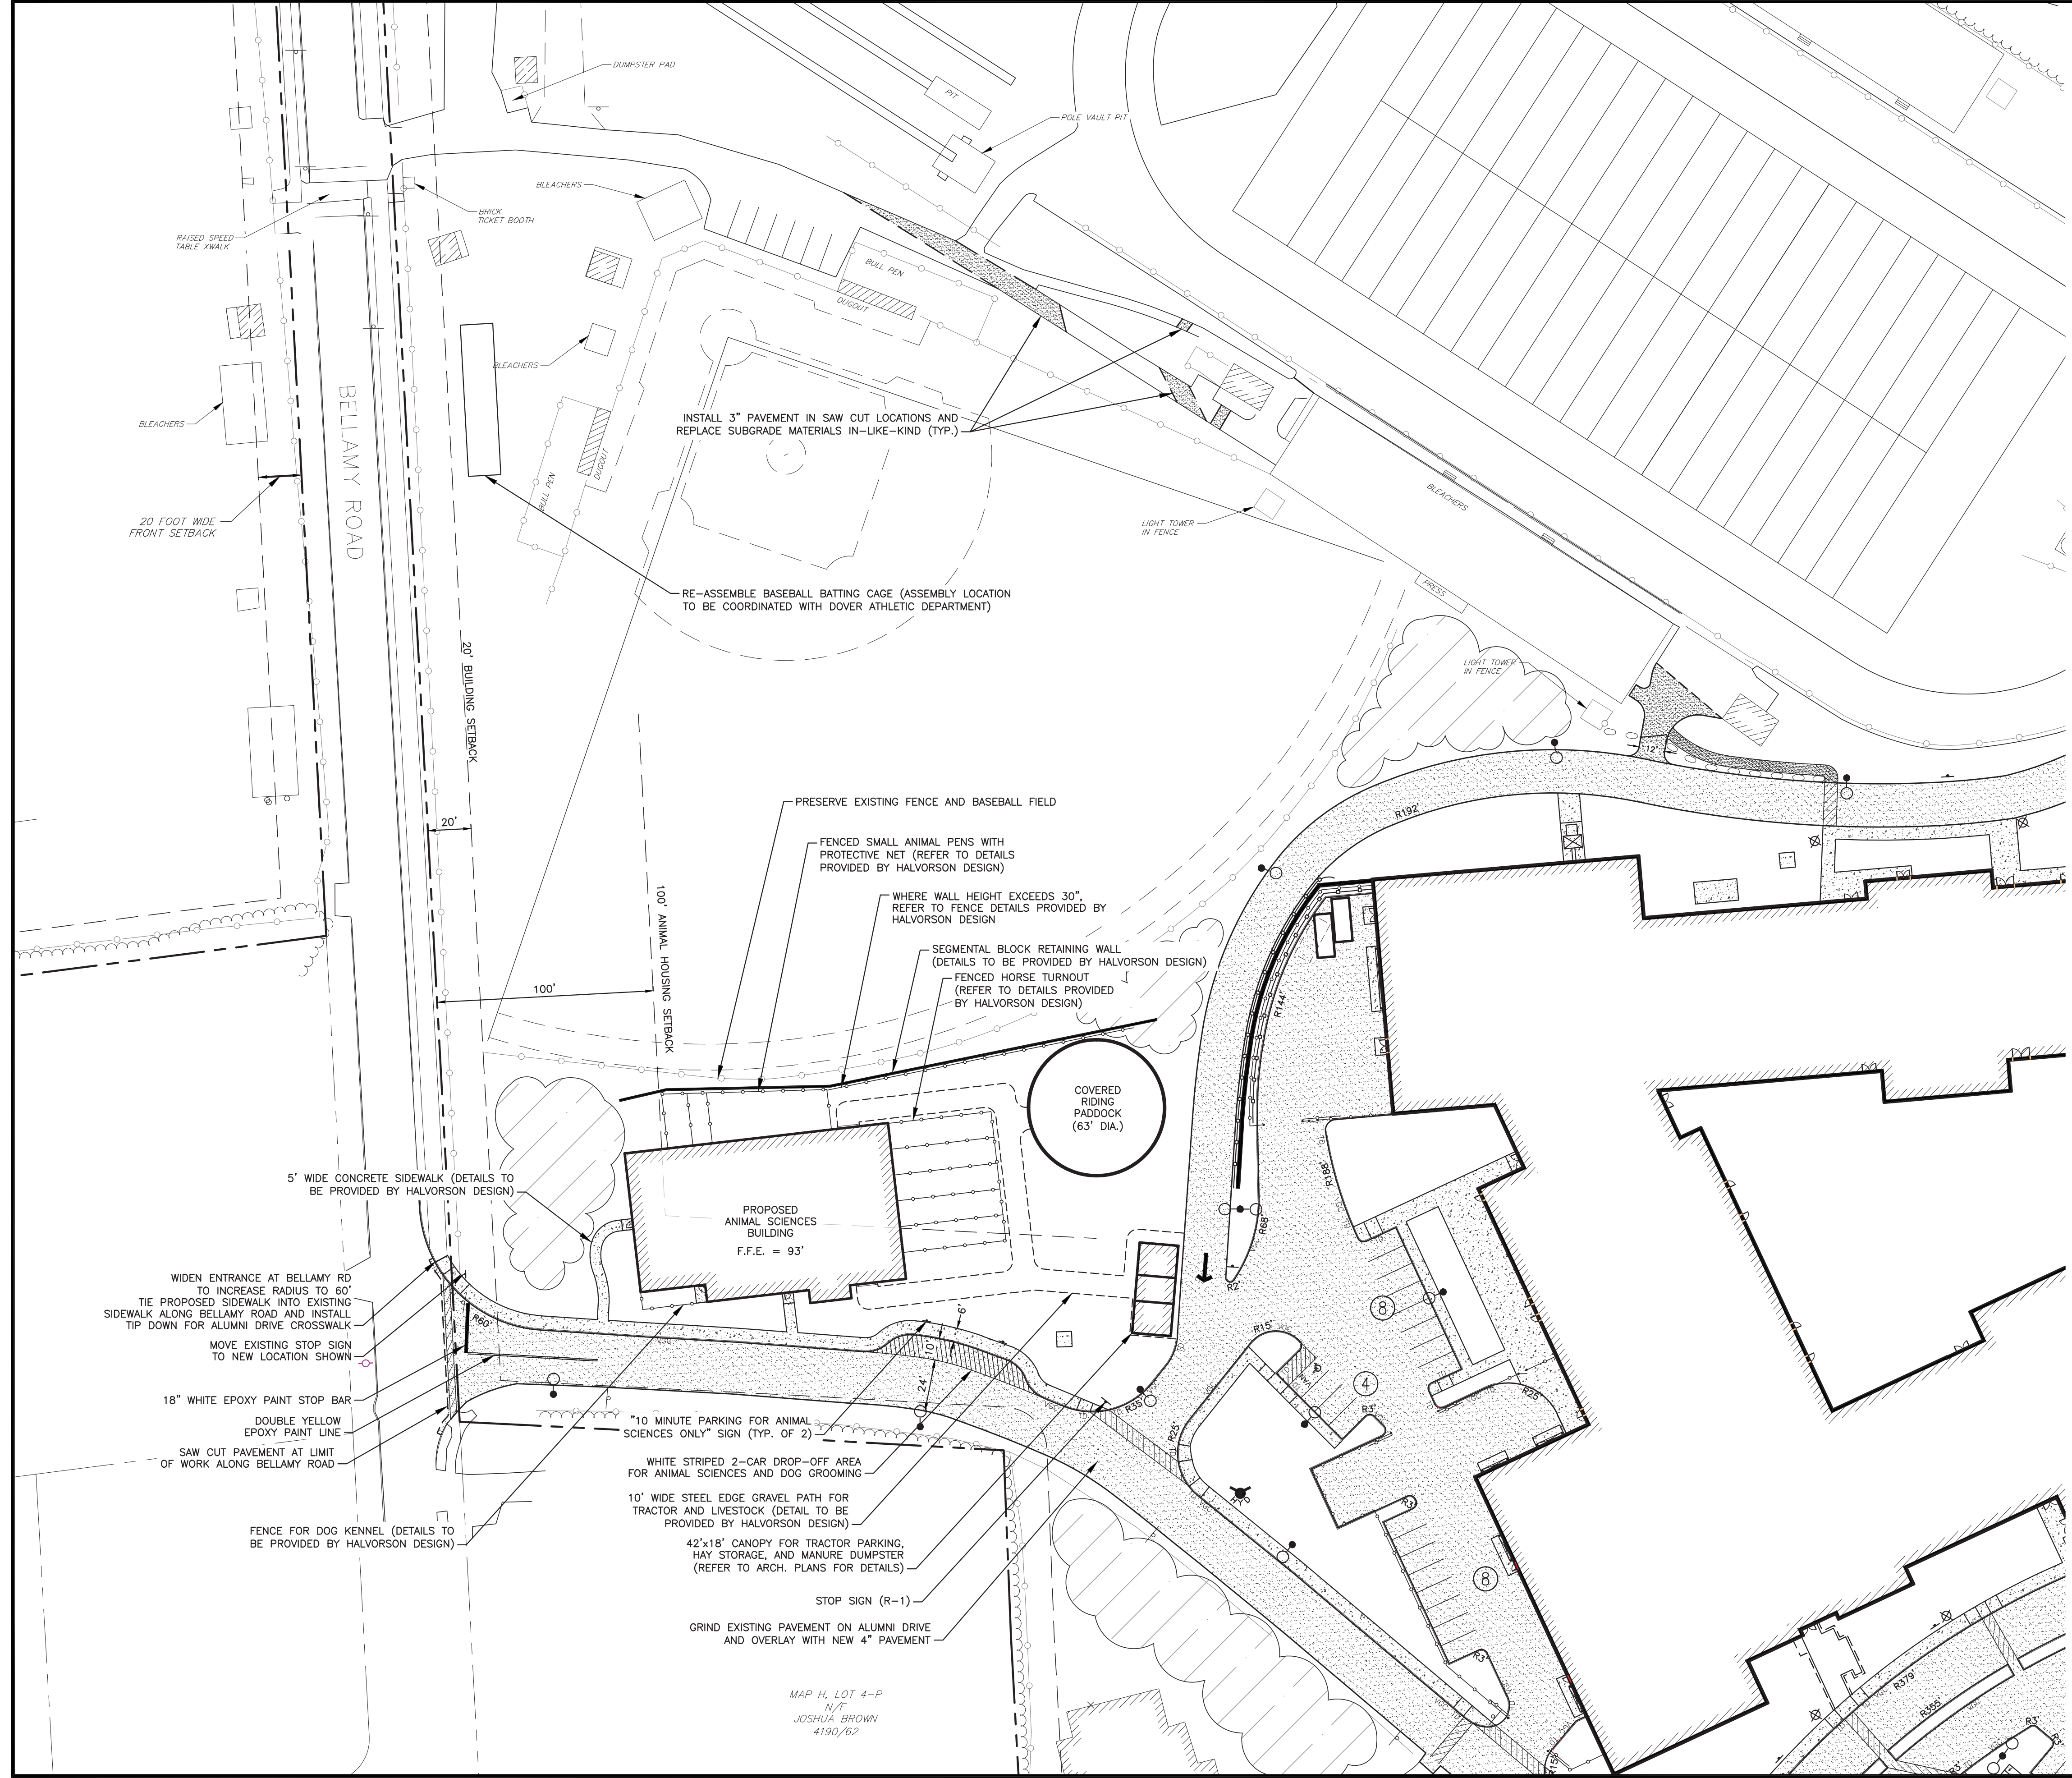 DUMPSTER PAD
PIT
POLE VAULT PIT
BLEACHERS
BRICK
TICKET BOOTH
RAISED SPEED
TABLE XWALK
BULL PEN
DUGOUT
BLEACHERS
BLEACHERS
BELLAMY ROAD
INSTALL 3" PAVEMENT IN SAW CUT LOCATIONS AND
REPLACE SUBGRADE MATERIALS IN-LIKE-KIND (TYP.)
DUGOUT
BULL PEN
BLEACHERS
20 FOOT WIDE
FRONT SETBACK
LIGHT TOWER
IN FENCE
PRESS
RE-ASSEMBLE BASEBALL BATTING CAGE (ASSEMBLY LOCATION
TO BE COORDINATED WITH DOVER ATHLETIC DEPARTMENT)
20' BUILDING SETBACK
LIGHT TOWER
IN FENCE
12'
20'
PRESERVE EXISTING FENCE AND BASEBALL FIELD
R192'
FENCED SMALL ANIMAL PENS WITH
PROTECTIVE NET (REFER TO DETAILS
PROVIDED BY HALVORSON DESIGN)
100' ANIMAL HOUSING SETBACK
WHERE WALL HEIGHT EXCEEDS 30",
REFER TO FENCE DETAILS PROVIDED BY
HALVORSON DESIGN
SEGMENTAL BLOCK RETAINING WALL
(DETAILS TO BE PROVIDED BY HALVORSON DESIGN)
FENCED HORSE TURNOUT
(REFER TO DETAILS PROVIDED
BY HALVORSON DESIGN)
100'
R144'
COVERED
RIDING
PADDOCK
(63' DIA.)
R188'
5' WIDE CONCRETE SIDEWALK (DETAILS TO
BE PROVIDED BY HALVORSON DESIGN)
PROPOSED
ANIMAL SCIENCES
BUILDING
F.F.E. = 93'
R68'
R2'
WIDEN ENTRANCE AT BELLAMY RD
TO INCREASE RADIUS TO 60'
TIE PROPOSED SIDEWALK INTO EXISTING
SIDEWALK ALONG BELLAMY ROAD AND INSTALL
TIP DOWN FOR ALUMNI DRIVE CROSSWALK
MOVE EXISTING STOP SIGN
TO NEW LOCATION SHOWN
R60'
6'
10'
24'
R15'
8
VAN
4
R25'
R35'
R25'
R3'
18" WHITE EPOXY PAINT STOP BAR
DOUBLE YELLOW
EPOXY PAINT LINE
SAW CUT PAVEMENT AT LIMIT
OF WORK ALONG BELLAMY ROAD
"10 MINUTE PARKING FOR ANIMAL
SCIENCES ONLY" SIGN (TYP. OF 2)
WHITE STRIPED 2-CAR DROP-OFF AREA
FOR ANIMAL SCIENCES AND DOG GROOMING
10' WIDE STEEL EDGE GRAVEL PATH FOR
TRACTOR AND LIVESTOCK (DETAIL TO BE
PROVIDED BY HALVORSON DESIGN)
HYD
R3'
FENCE FOR DOG KENNEL (DETAILS TO
BE PROVIDED BY HALVORSON DESIGN)
42'x18' CANOPY FOR TRACTOR PARKING,
HAY STORAGE, AND MANURE DUMPSTER
(REFER TO ARCH. PLANS FOR DETAILS)
8
STOP SIGN (R-1)
GRIND EXISTING PAVEMENT ON ALUMNI DRIVE
AND OVERLAY WITH NEW 4" PAVEMENT
R3'
MAP H, LOT 4-P
N/F
JOSHUA BROWN
4190/62
R379'
R355'
R3'
R3'
R3'
R15'